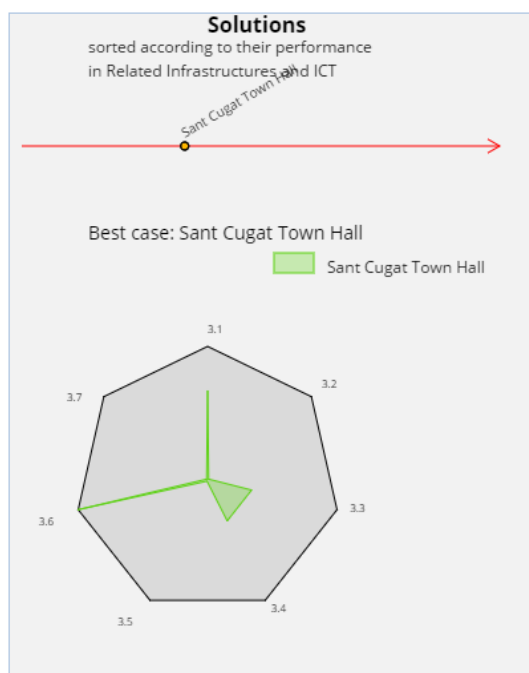 Solutions
sorted according to their performance
in Related Infrastructures and ICT
Sant Cugat Town Hall
Best case: Sant Cugat Town Hall
Sant Cugat Town Hall
3.1
3.2
3.3
3.4
3.5
3.6
3.7